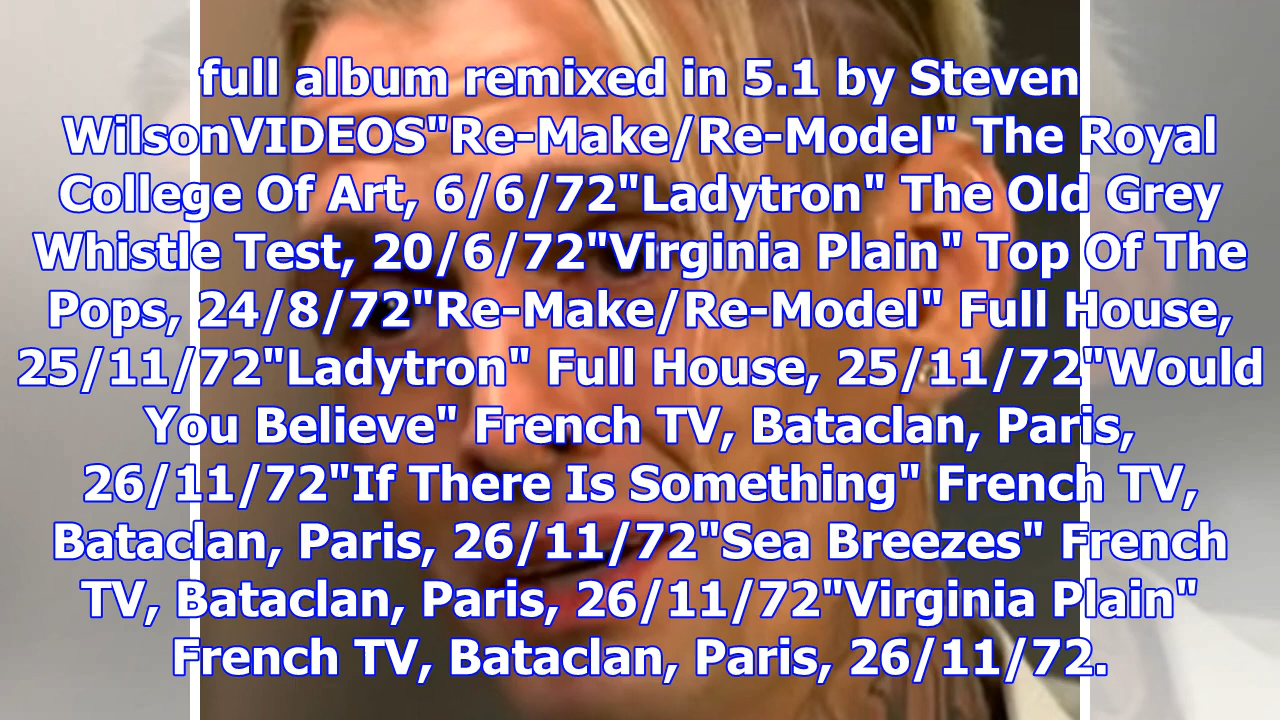 full album remixed in 5.1 by Steven
WilsonVIDEOS"Re-Make/Re-Model" The Royal
College Of Art, 6/6/72"Ladytron" The Old Grey
Whistle Test, 20/6/72"Virginia Plain" Top Of The
Pops, 24/8/72"Re-Make/Re-Model" Full House,
25/11/72"Ladytron" Full House, 25/11/72"Would
You Believe" French TV, Bataclan, Paris,
26/11/72"If There Is Something" French TV,
Bataclan, Paris, 26/11/72"Sea Breezes" French
TV, Bataclan, Paris, 26/11/72"Virginia Plain"
French TV, Bataclan, Paris, 26/11/72.